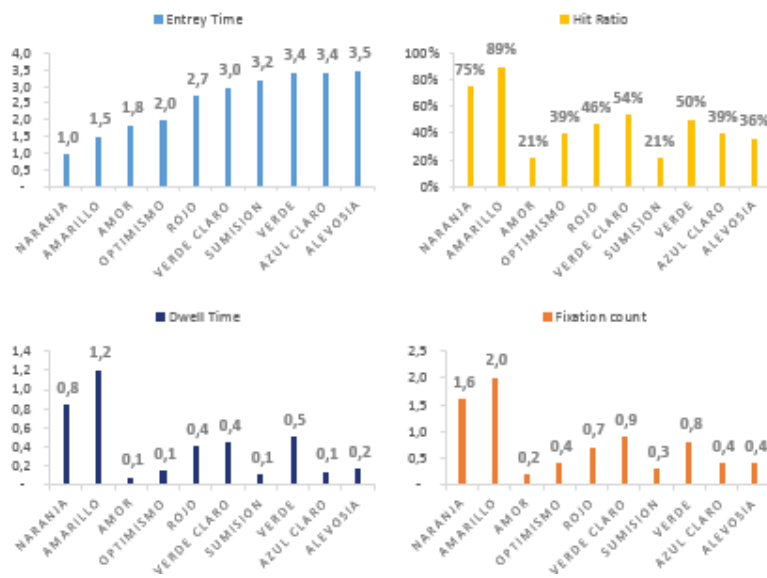 Entrey Time
4,0
3,5
3,0
2,5
2,0
1,5
1,0
0,5
-
1,0 1,5 1,8 2,0 2,7 3,0 3,2 3,4 3,4 3,5
NARANJA AMARILLO AMOR OPTIMISMO ROJO VERDE CLARO SUMISION VERDE AZUL CLARO ALEVOSIA
Hit Ratio
100%
80%
60%
40%
20%
0%
75% 89% 21% 39% 46% 54% 21% 50% 39% 36%
NARANJA AMARILLO AMOR OPTIMISMO ROJO VERDE CLARO SUMISION VERDE AZUL CLARO ALEVOSIA
Dwell Time
1,4
1,2
1,0
0,8
0,6
0,4
0,2
-
0,8 1,2 0,1 0,1 0,4 0,4 0,1 0,5 0,1 0,2
NARANJA AMARILLO AMOR OPTIMISMO ROJO VERDE CLARO SUMISION VERDE AZUL CLARO ALEVOSIA
Fixation count
2,5
2,0
1,5
1,0
0,5
-
1,6 2,0 0,2 0,4 0,7 0,9 0,3 0,8 0,4 0,4
NARANJA AMARILLO AMOR OPTIMISMO ROJO VERDE CLARO SUMISION VERDE AZUL CLARO ALEVOSIA